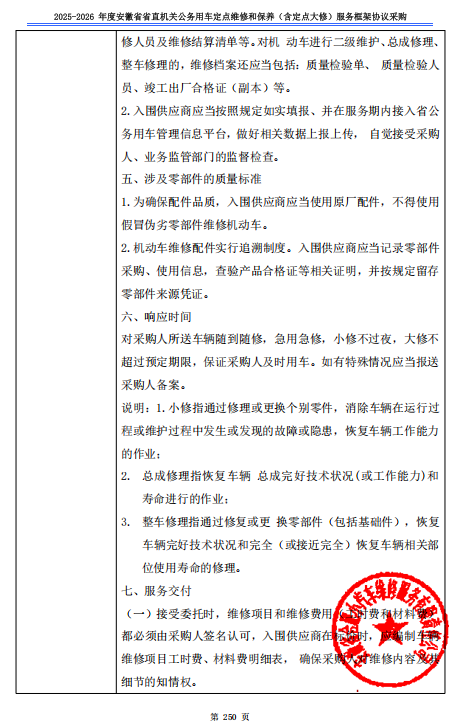 2025-2026 年度安徽省省直机关公务用车定点维修和保养（含定点大修）服务框架协议采购
修人员及维修结算清单等。对机 动车进行二级维护、总成修理、
整车修理的，维修档案还应当包括：质量检验单、 质量检验人
员、竣工出厂合格证（副本）等。
2.入围供应商应当按照规定如实填报、并在服务期内接入省公
务用车管理信息平台，做好相关数据上报上传， 自觉接受采购
人、业务监管部门的监督检查。
五、涉及零部件的质量标准
1.为确保配件品质，入围供应商应当使用原厂配件，不得使用
假冒伪劣零部件维修机动车。
2.机动车维修配件实行追溯制度。入围供应商应当记录零部件
采购、使用信息，查验产品合格证等相关证明，并按规定留存
零部件来源凭证。
六、响应时间
对采购人所送车辆随到随修，急用急修，小修不过夜，大修不
超过预定期限，保证采购人及时用车。如有特殊情况应当报送
采购人备案。
说明：1.小修指通过修理或更换个别零件，消除车辆在运行过
程或维护过程中发生或发现的故障或隐患，恢复车辆工作能力
的作业；
2. 总成修理指恢复车辆 总成完好技术状况(或工作能力)和
寿命进行的作业；
3. 整车修理指通过修复或更 换零部件（包括基础件），恢复
车辆完好技术状况和完全（或接近完全）恢复车辆相关部
位使用寿命的修理。
七、服务交付
（一）接受委托时，维修项目和维修费用（工时费和材料费）
都必须由采购人签名认可，入围供应商在 时， 编制车辆
维修项目工时费、材料费明细表， 确保采购人对维修内容及其
细节的知情权。
第 250 页